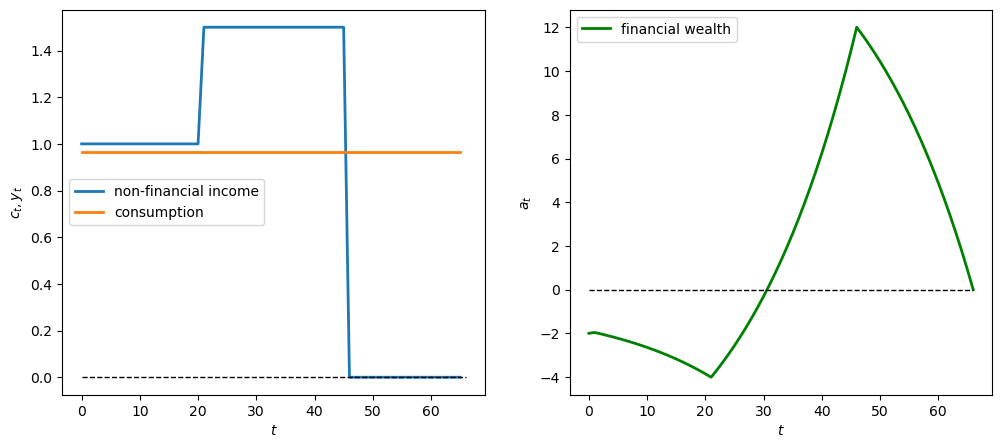 1.4
1.2
1.0
0.8
0.6
0.4
0.2
0.0
c_t, y_t
non-financial income
consumption
0 10 20 30 40 50 60
t
financial wealth
12
10
8
6
4
2
0
−2
−4
a_t
0 10 20 30 40 50 60
t